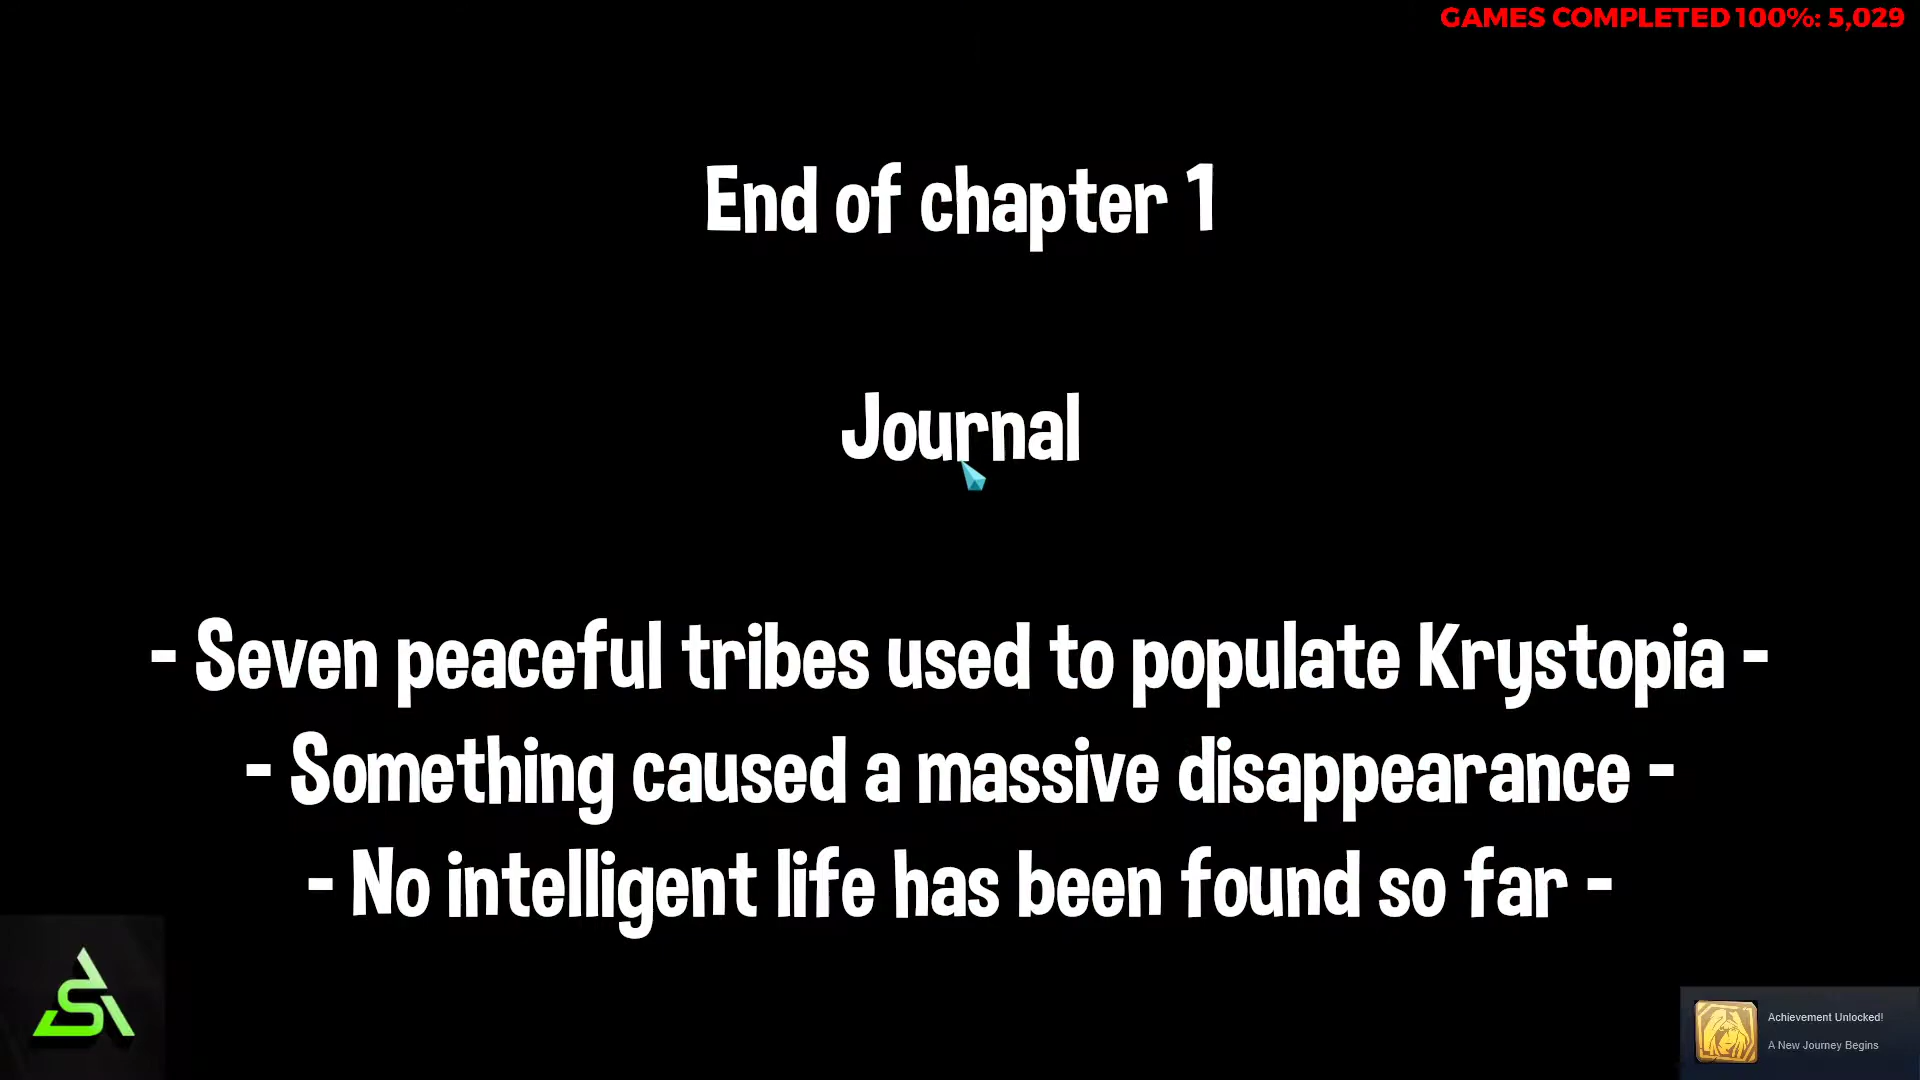 GAMES COMPLETED 100%: 5,029
End of chapter 1
Journal
- Seven peaceful tribes used to populate Krystopia -
- Something caused a massive disappearance -
- No intelligent life has been found so far -
Achievement Unlocked!
A New Journey Begins